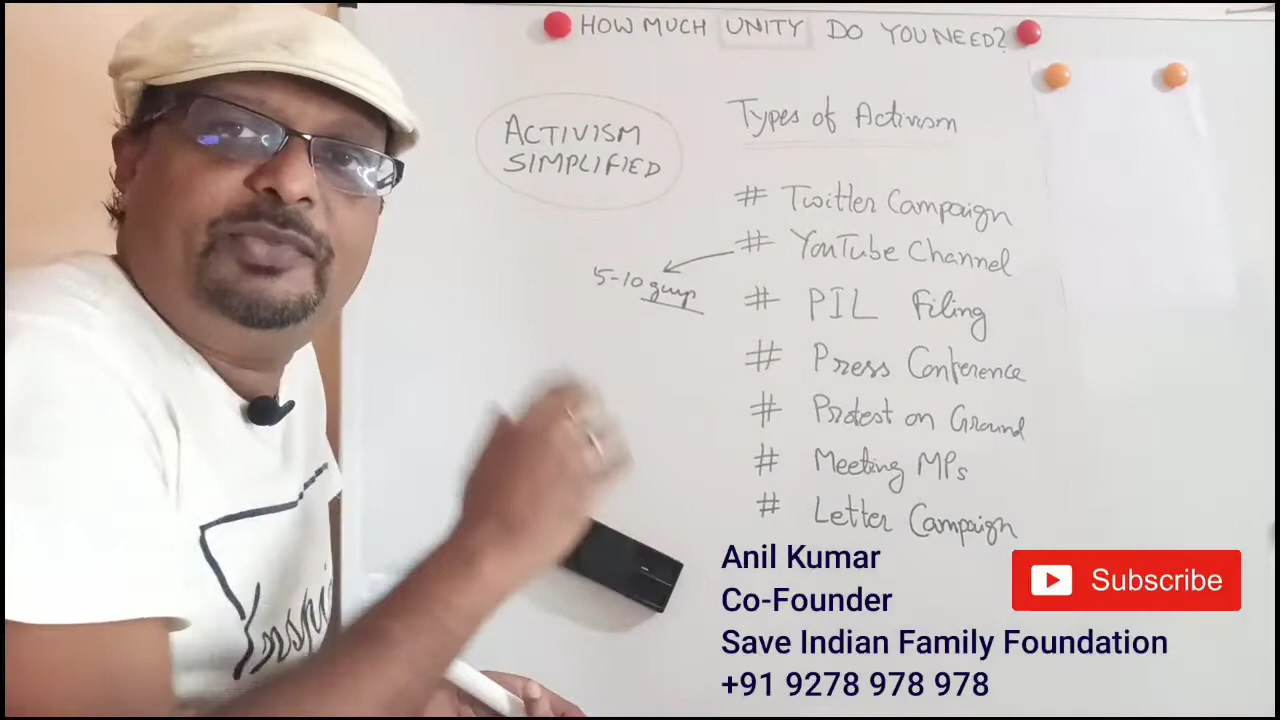 HOW MUCH UNITY DO YOU NEED?
ACTIVISM
SIMPLIFIED
Types of Activism
# Twitter Campaign
# YouTube Channel
5-10
# PIL Filing
# Press Conference
# Protest on Ground
# Meeting MPs
# Letter Campaign
Anil Kumar
Co-Founder
Save Indian Family Foundation
+91 9278 978 978
Subscribe